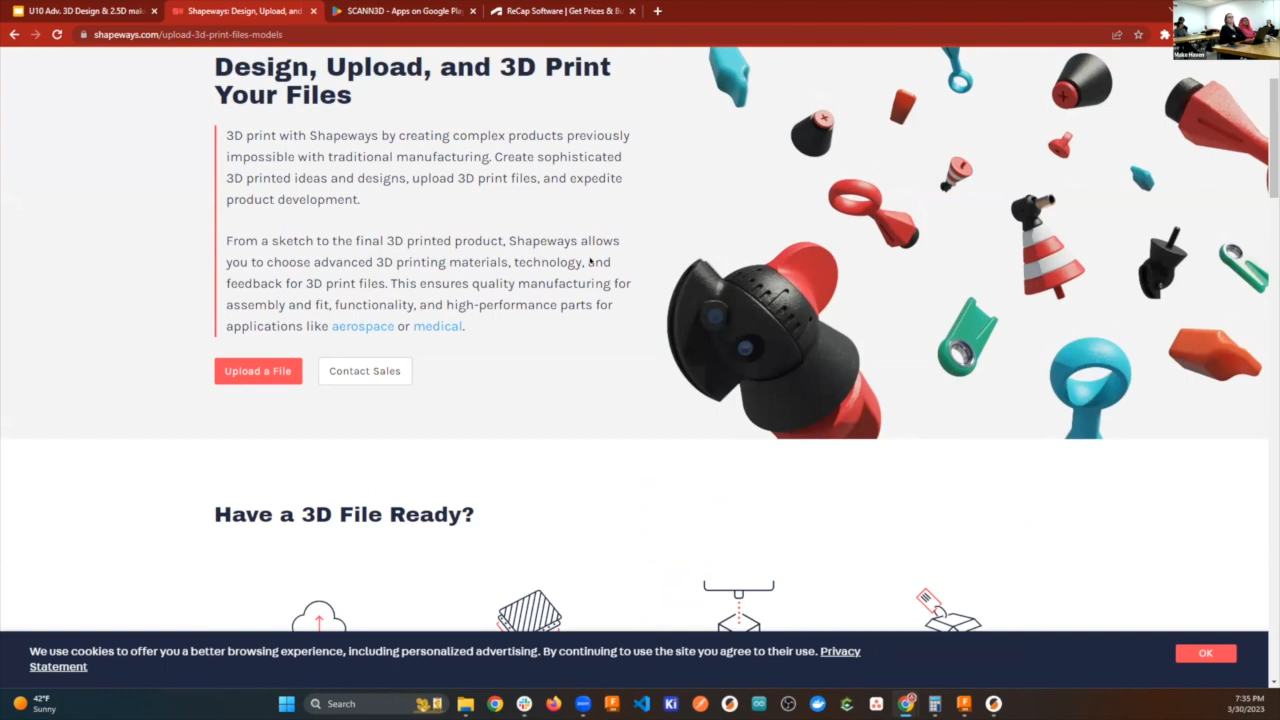 U10 Adv. 3D Design & 2.5D mak
Shapeways: Design, Upload, and
SCANN3D - Apps on Google Pla
ReCap Software | Get Prices & Bu
shapeways.com/upload-3d-print-files-models
Make Haven
Design, Upload, and 3D Print
Your Files
3D print with Shapeways by creating complex products previously
impossible with traditional manufacturing. Create sophisticated
3D printed ideas and designs, upload 3D print files, and expedite
product development.
From a sketch to the final 3D printed product, Shapeways allows
you to choose advanced 3D printing materials, technology, and
feedback for 3D print files. This ensures quality manufacturing for
assembly and fit, functionality, and high-performance parts for
applications like aerospace or medical.
Upload a File
Contact Sales
Have a 3D File Ready?
We use cookies to offer you a better browsing experience, including personalized advertising. By continuing to use the site you agree to their use. Privacy
Statement
OK
42°F
Sunny
Search
Ki
7:35 PM
3/30/2023